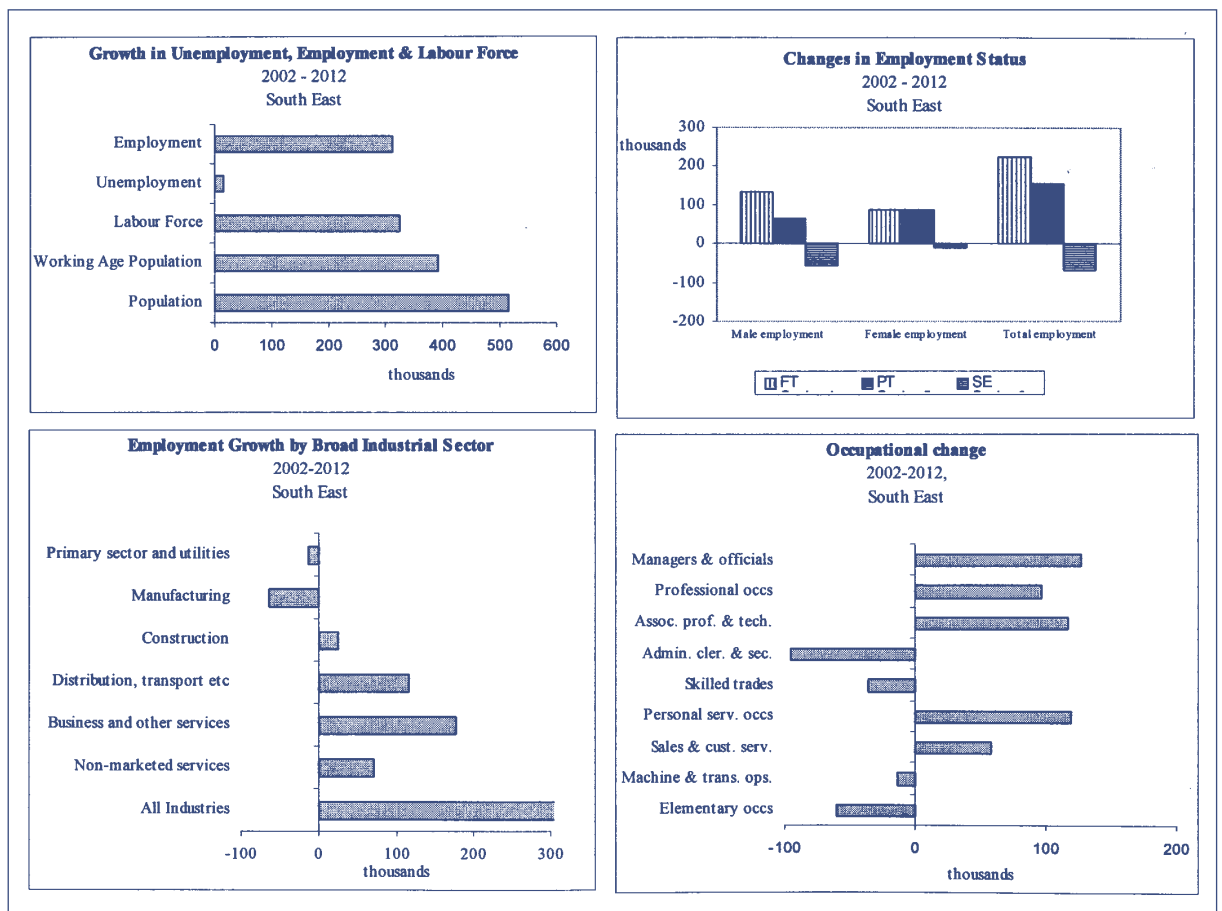 Growth in Unemployment, Employment & Labour Force
2002 - 2012
South East
Employment
Unemployment
Labour Force
Working Age Population
Population
0 100 200 300 400 500 600
thousands
Changes in Employment Status
2002 - 2012
South East
300
thousands
200
100
0
-100
-200
Male employment Female employment Total employment
FT PT SE
Employment Growth by Broad Industrial Sector
2002-2012
South East
Primary sector and utilities
Manufacturing
Construction
Distribution, transport etc
Business and other services
Non-marketed services
All Industries
-100 0 100 200 300
thousands
Occupational change
2002-2012,
South East
Managers & officials
Professional occs
Assoc. prof. & tech.
Admin. cler. & sec.
Skilled trades
Personal serv. occs
Sales & cust. serv.
Machine & trans. ops.
Elementary occs
-100 0 100 200
thousands